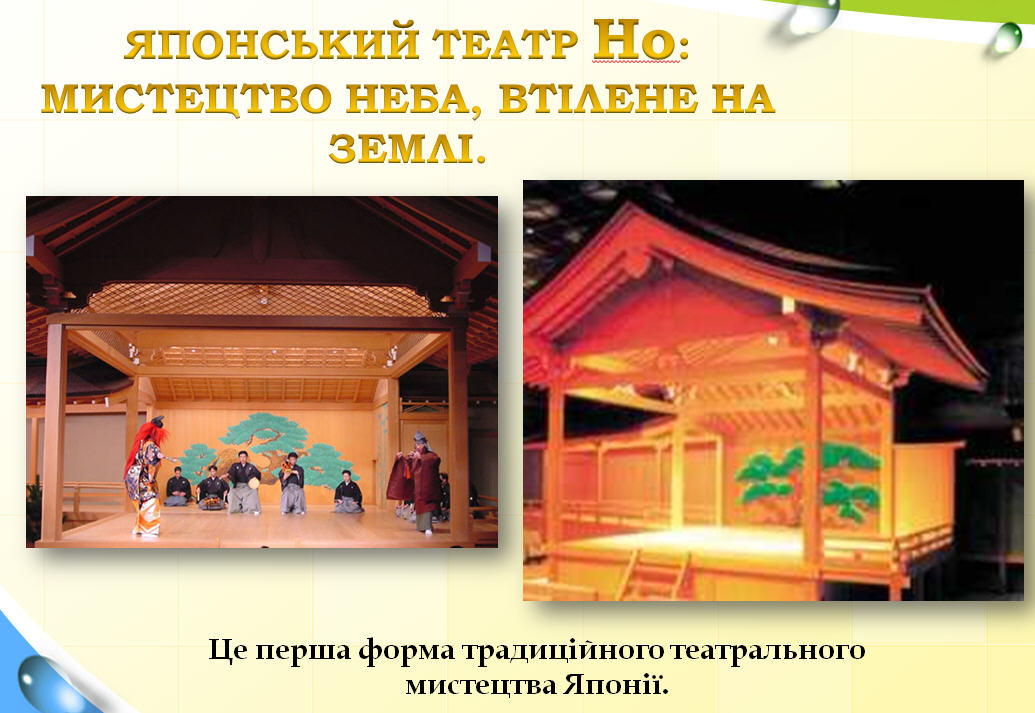 ЯПОНСЬКИЙ ТЕАТР Но:
МИСТЕЦТВО НЕБА, ВТІЛЕНЕ НА
ЗЕМЛІ.
Це перша форма традиційного театрального
мистецтва Японії.